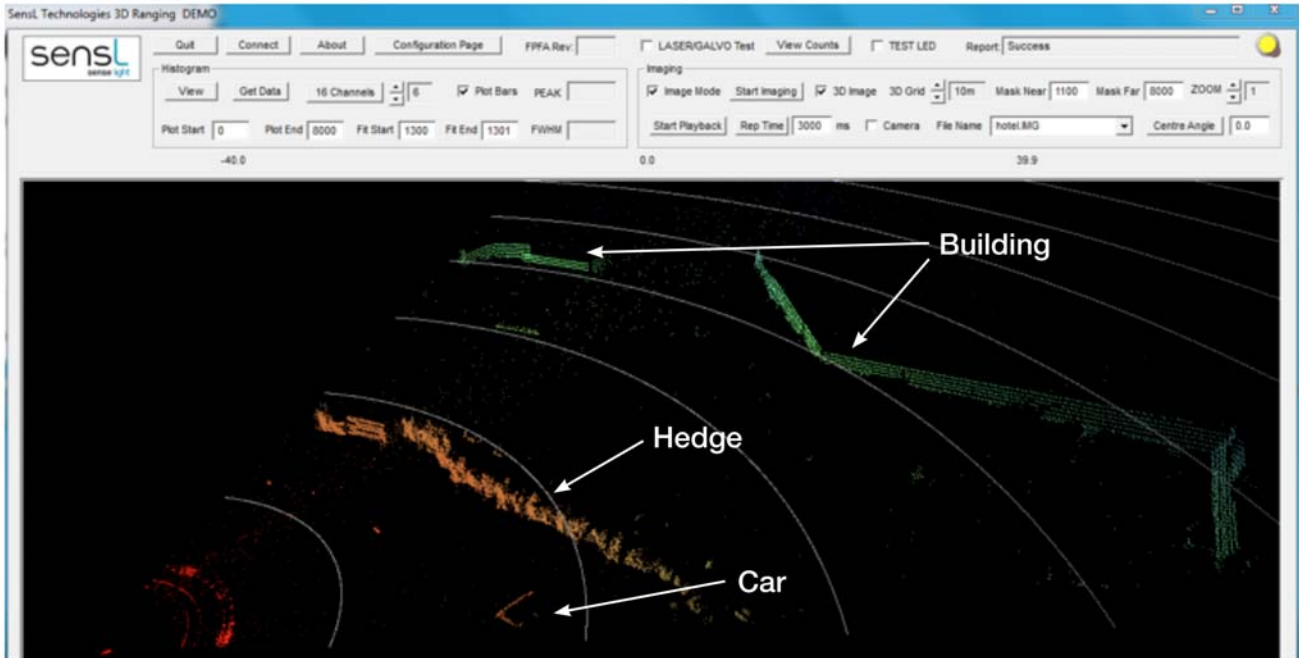 SensL Technologies 3D Ranging DEMO
sensL
sense light
Quit Connect About Configuration Page FPFA Rev:
LASER/GALVO Test View Counts TEST LED Report: Success
Histogram
View Get Data 16 Channels 6 Plot Bars PEAK
Plot Start 0 Plot End 8000 Fit Start 1300 Fit End 1301 FWHM
Imaging
Image Mode Start Imaging 3D Image 3D Grid 10m Mask Near 1100 Mask Far 8000 ZOOM 1
Start Playback Rep Time 3000 ms Camera File Name hotel.IMG Centre Angle 0.0
-40.0 0.0 39.9
Building
Hedge
Car